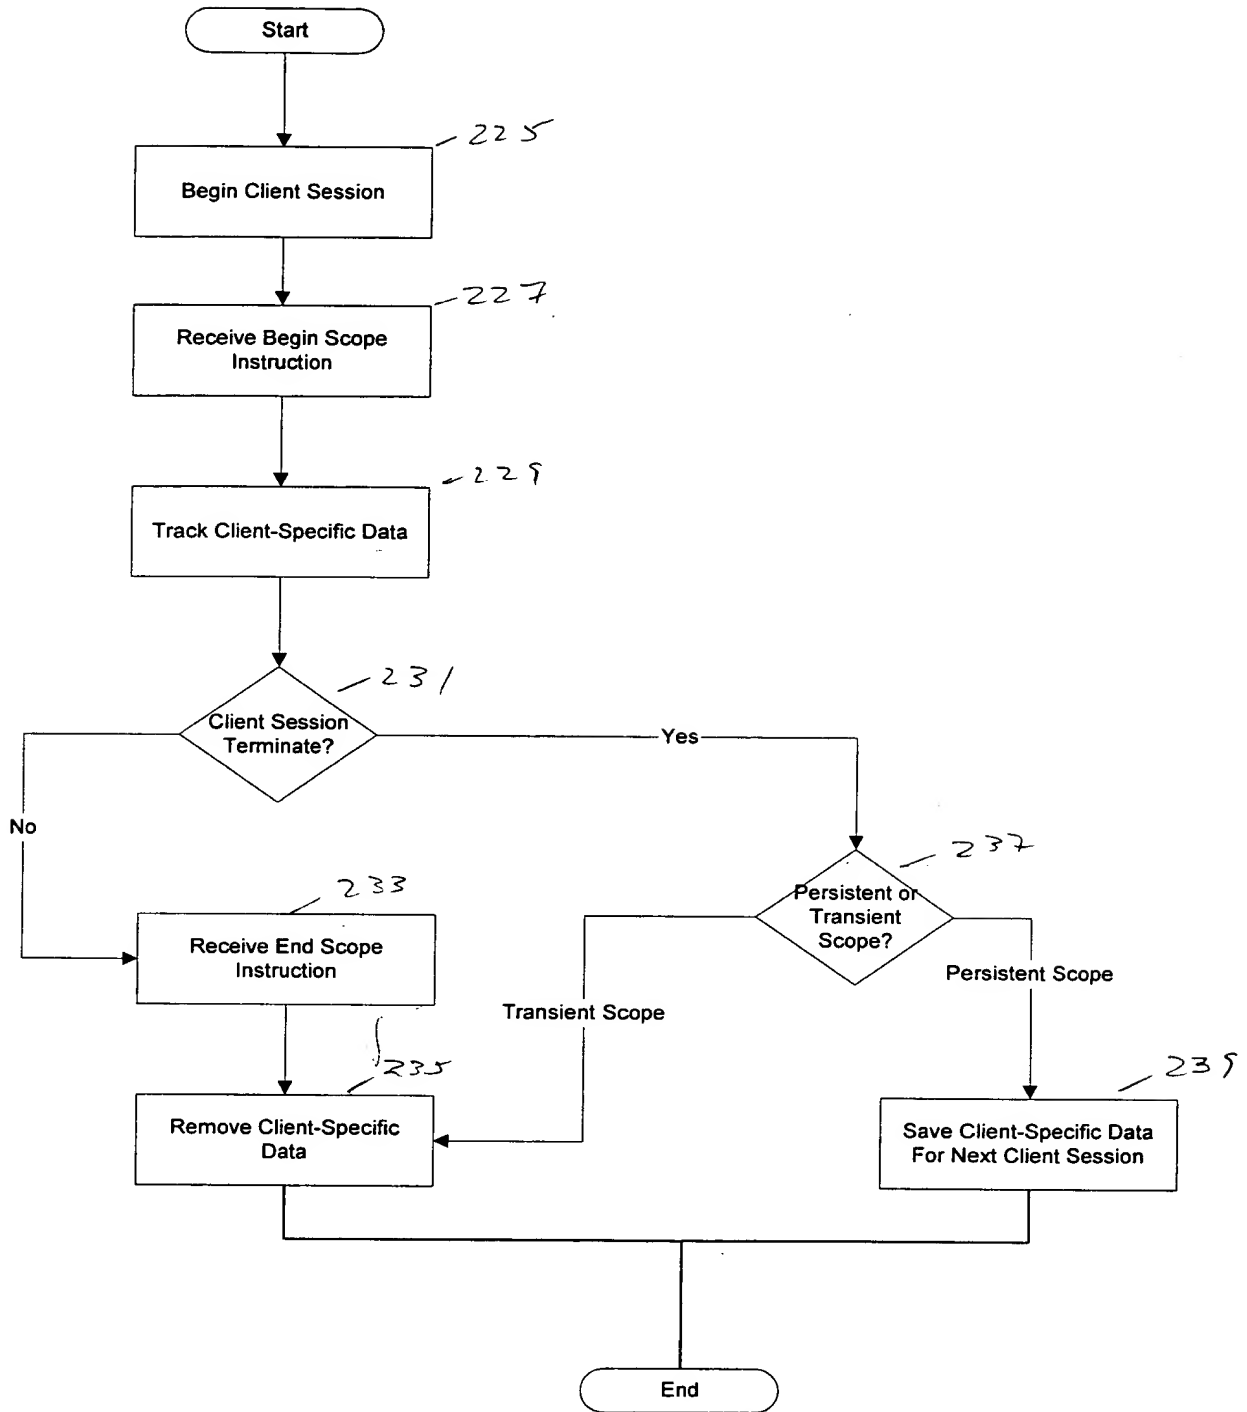 Start
225
Begin Client Session
227
Receive Begin Scope
Instruction
229
Track Client-Specific Data
231
Client Session
Terminate?
Yes
No
237
Persistent or
Transient
Scope?
233
Receive End Scope
Instruction
Persistent Scope
Transient Scope
235
239
Remove Client-Specific
Data
Save Client-Specific Data
For Next Client Session
End